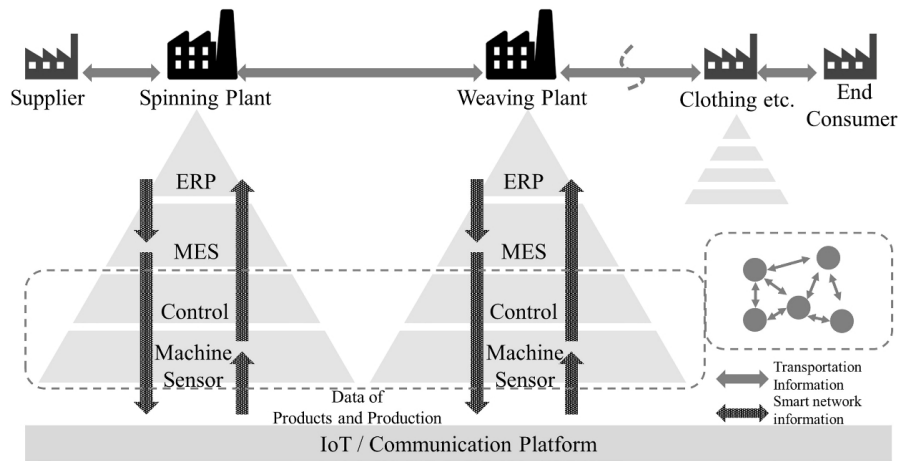 Supplier
Spinning Plant
Weaving Plant
Clothing etc.
End
Consumer
ERP
ERP
MES
MES
Control
Control
Machine
Sensor
Machine
Sensor
Data of
Products and Production
Transportation
Information
Smart network
information
IoT / Communication Platform